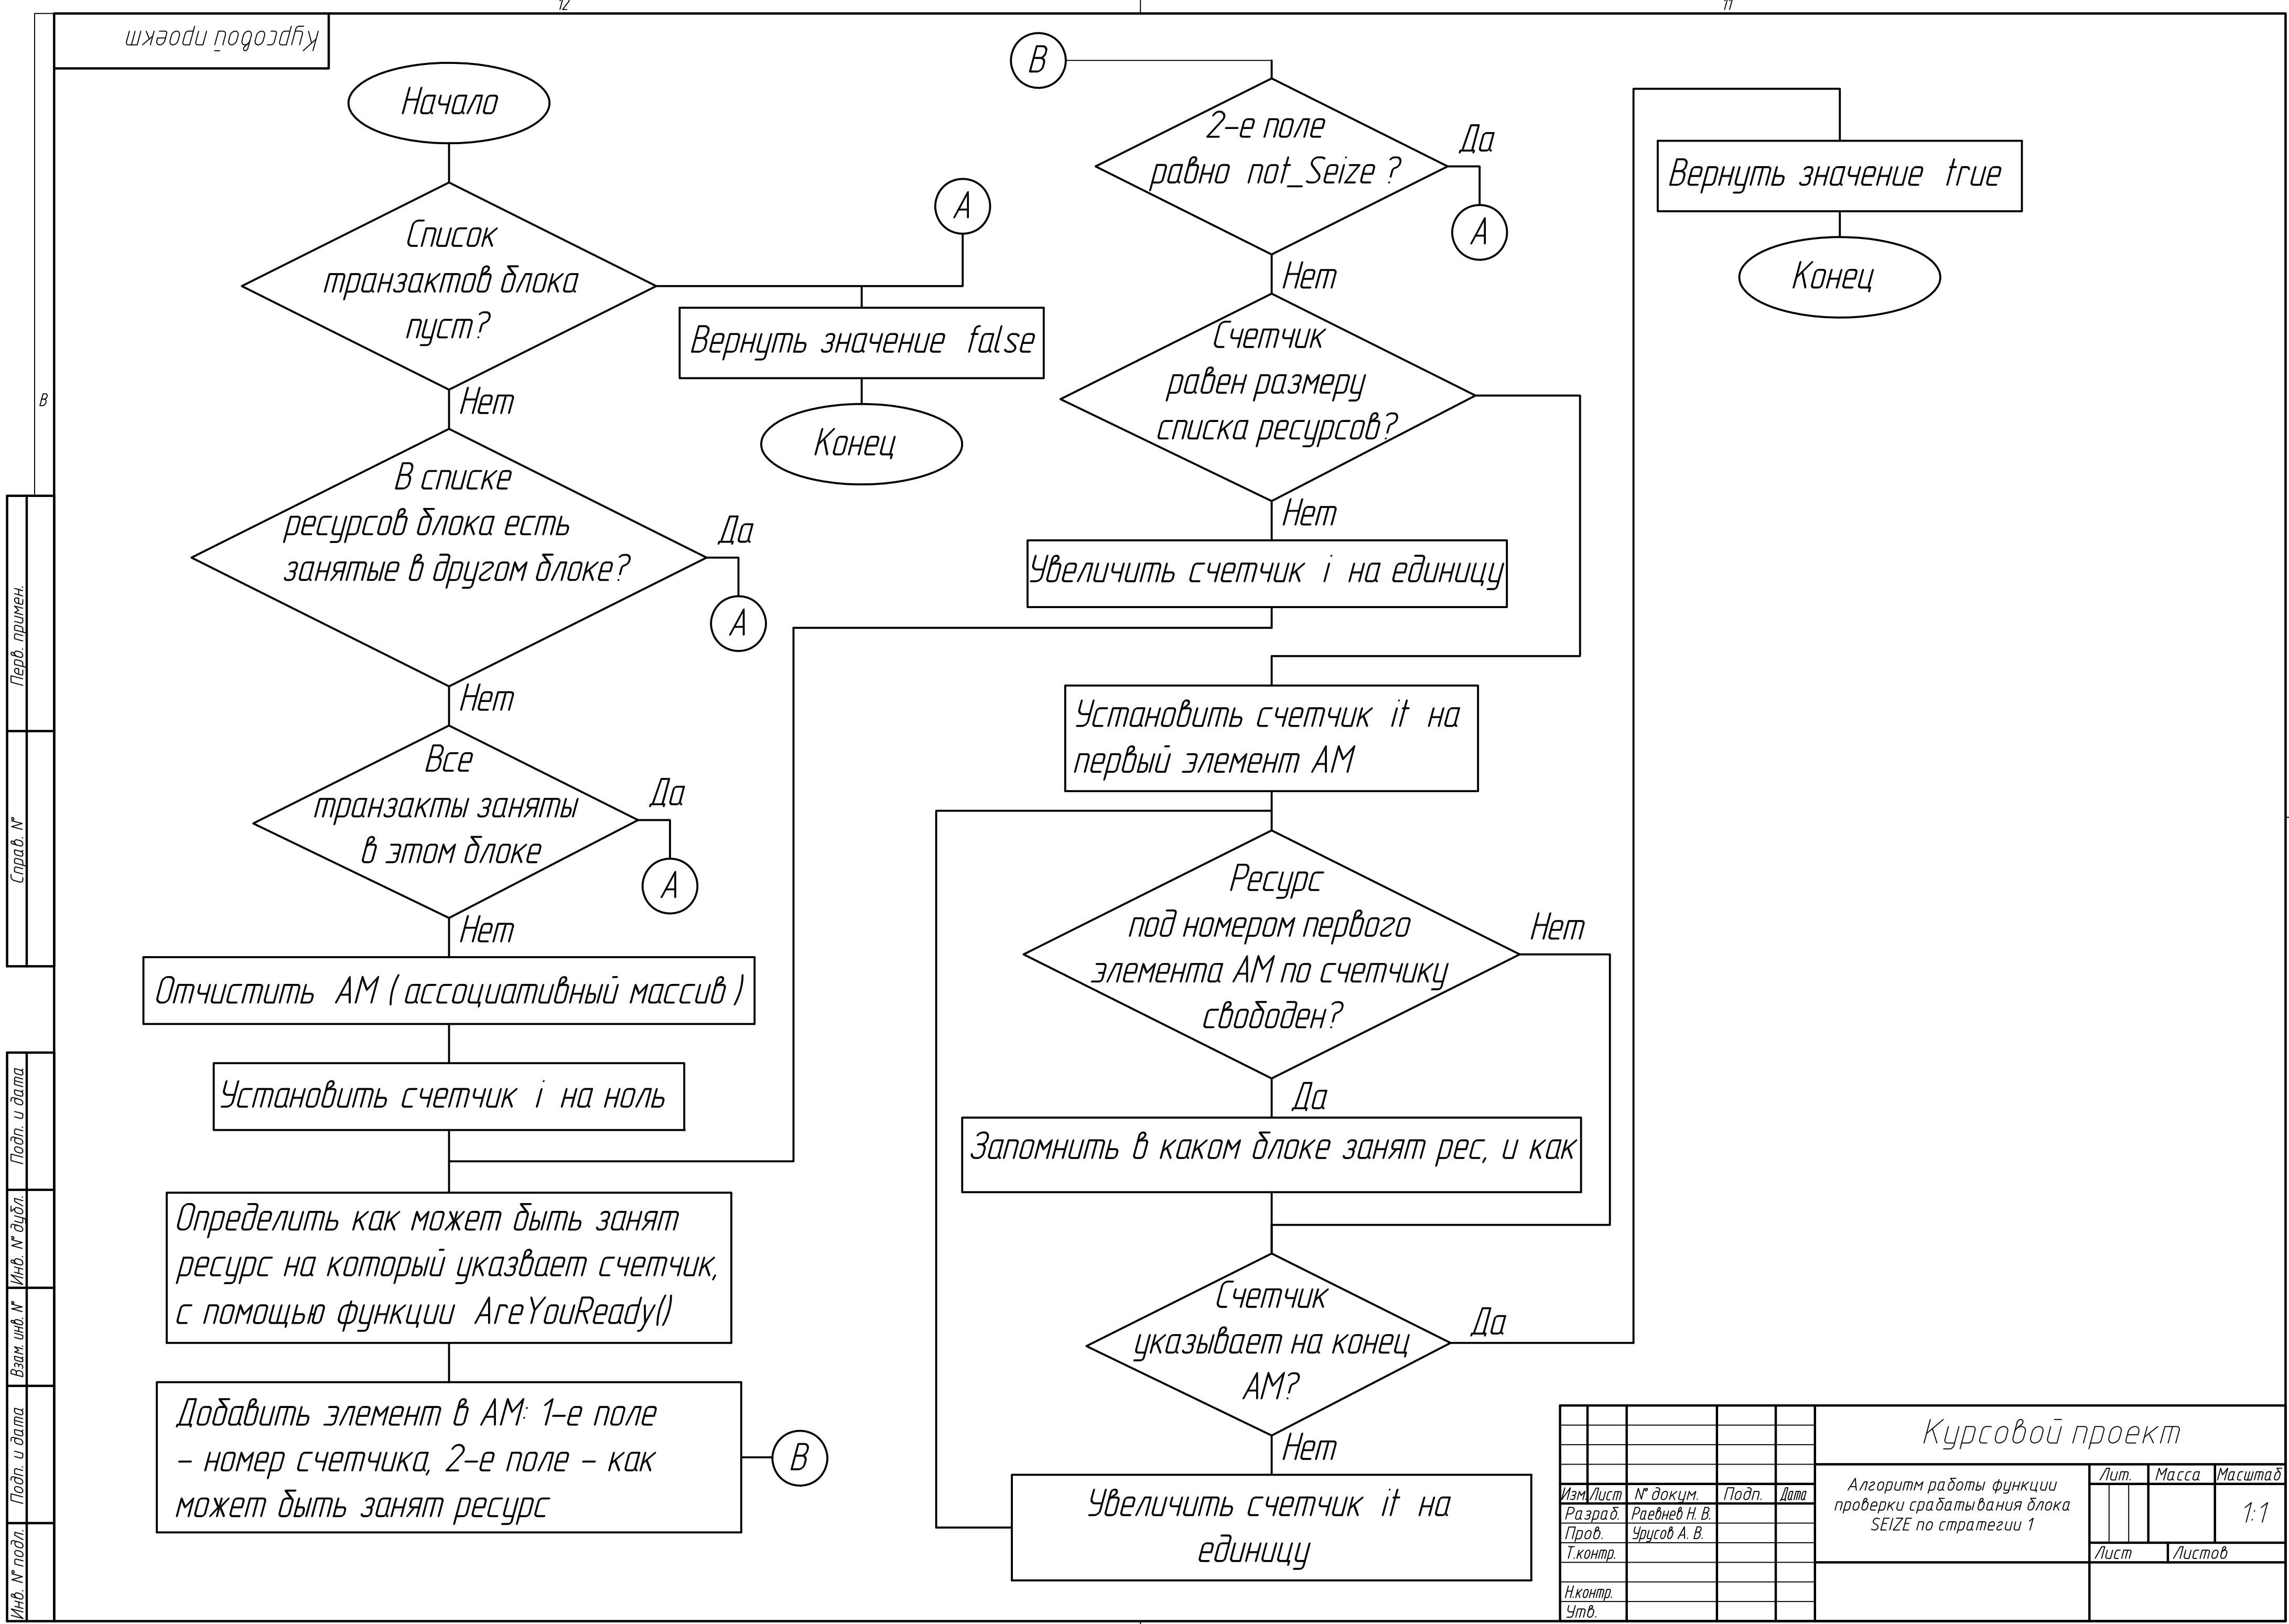 12
11
Курсовой проект
В
Перв. примен.
Справ. №
Подп. и дата
Инв. № дубл.
Взам. инв. №
Подп. и дата
Инв. № подл.
Начало
Список
транзактов блока
пуст?
А
Вернуть значение false
Конец
Нет
В списке
ресурсов блока есть
занятые в другом блоке?
Да
А
Нет
Все
транзакты заняты
в этом блоке
Да
А
Нет
Отчистить АМ ( ассоциативный массив )
Установить счетчик i на ноль
Определить как может быть занят
ресурс на который указвает счетчик,
с помощью функции AreYouReady()
Добавить элемент в АМ: 1-е поле
- номер счетчика, 2-е поле - как
может быть занят ресурс
В
В
2-е поле
равно not_Seize ?
Да
А
Нет
Счетчик
равен размеру
списка ресурсов?
Нет
Увеличить счетчик i на единицу
Установить счетчик it на
первый элемент АМ
Ресурс
под номером первого
элемента АМ по счетчику
свободен?
Нет
Да
Запомнить в каком блоке занят рес, и как
Счетчик
указывает на конец
АМ?
Да
Нет
Увеличить счетчик it на
единицу
Вернуть значение true
Конец
Курсовой проект
Алгоритм работы функции
проверки срабатывания блока
SEIZE по стратегии 1
Лит. Масса Масштаб
1:1
Лист Листов
Изм. Лист № докум. Подп. Дата
Разраб. Раевнев Н. В.
Пров. Урусов А. В.
Т.контр.
Н.контр.
Утв.